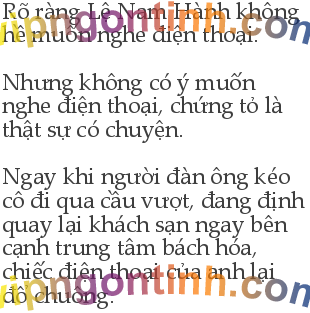 Rõ ràng Lê Nam Hành không
hề muốn nghe điện thoại.
Nhưng không có ý muốn
nghe điện thoại, chứng tỏ là
thật sự có chuyện.
Ngay khi người đàn ông kéo
cô đi qua cầu vượt, đang định
quay lại khách sạn ngay bên
cạnh trung tâm bách hóa,
chiếc điện thoại của anh lại
đổ chuông.
vipngontinh.com
vipngontinh.com